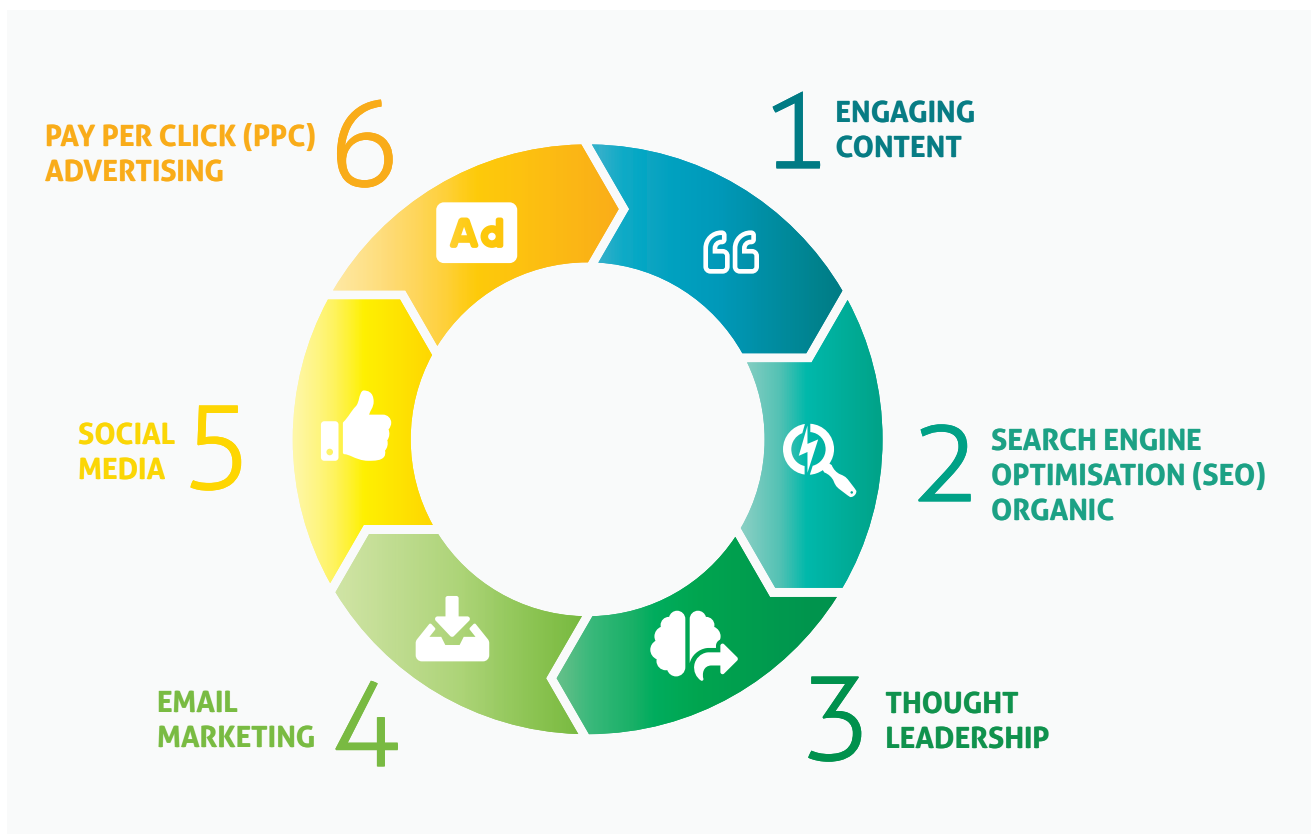 1
ENGAGING
CONTENT
2
SEARCH ENGINE
OPTIMISATION (SEO)
ORGANIC
3
THOUGHT
LEADERSHIP
4
EMAIL
MARKETING
5
SOCIAL
MEDIA
6
PAY PER CLICK (PPC)
ADVERTISING
Ad